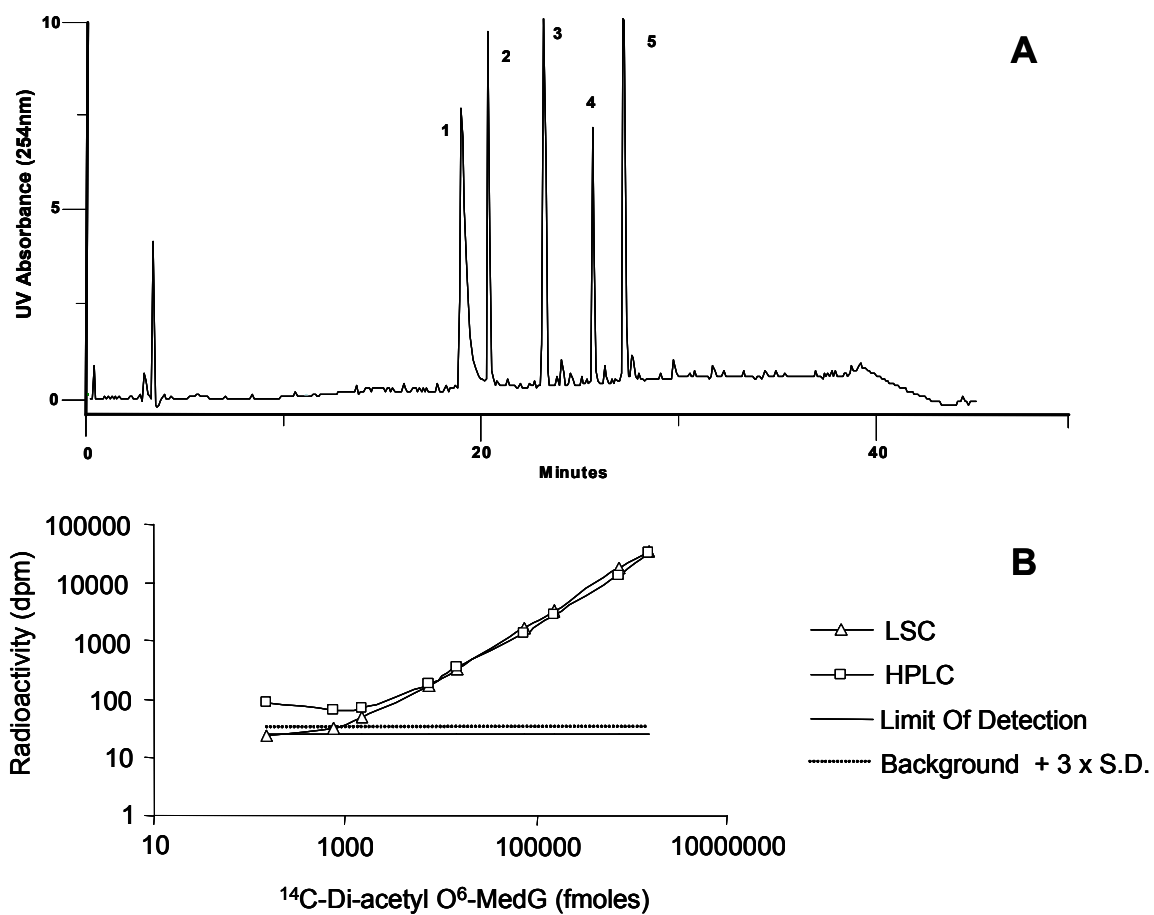 A
10
5
0
UV Absorbance (254nm)
1
2
3
4
5
0
20
40
Minutes
B
100000
10000
1000
100
10
1
Radioactivity (dpm)
10
1000
100000
10000000
¹⁴C-Di-acetyl O⁶-MedG (fmoles)
LSC
HPLC
Limit Of Detection
Background + 3 x S.D.